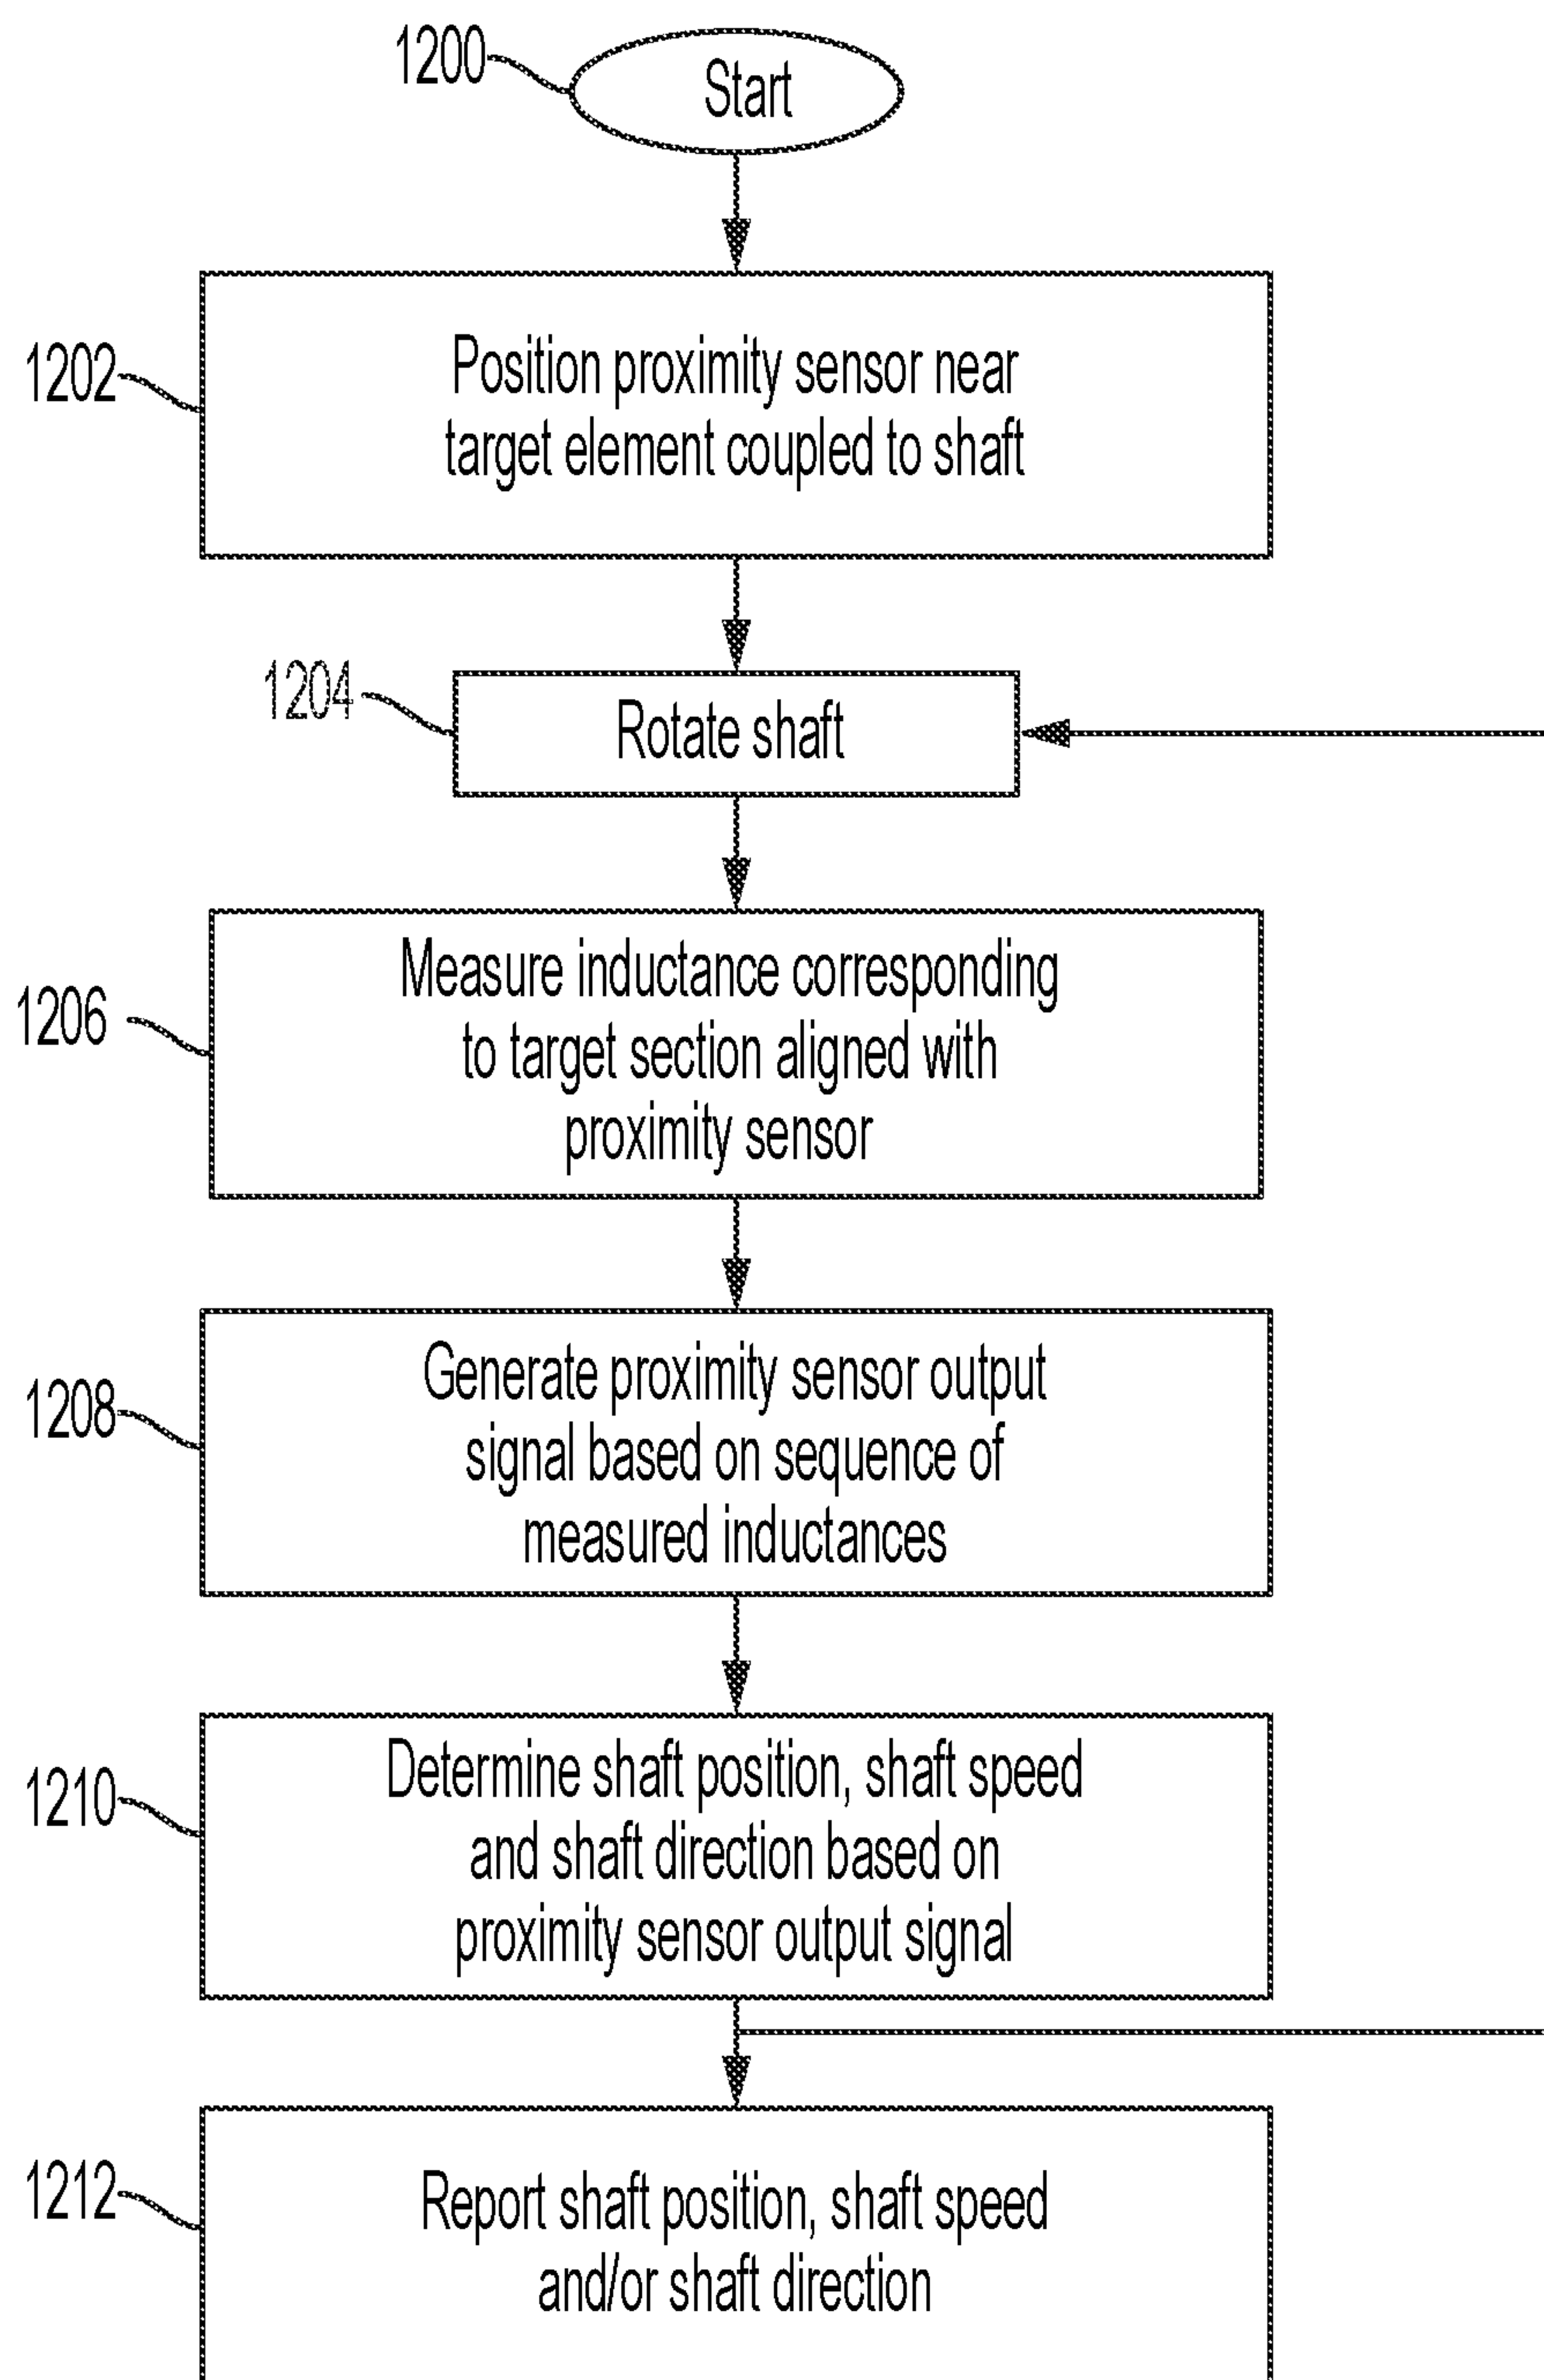 1200
Start
1202
Position proximity sensor near
target element coupled to shaft
1204
Rotate shaft
1206
Measure inductance corresponding
to target section aligned with
proximity sensor
1208
Generate proximity sensor output
signal based on sequence of
measured inductances
1210
Determine shaft position, shaft speed
and shaft direction based on
proximity sensor output signal
1212
Report shaft position, shaft speed
and/or shaft direction